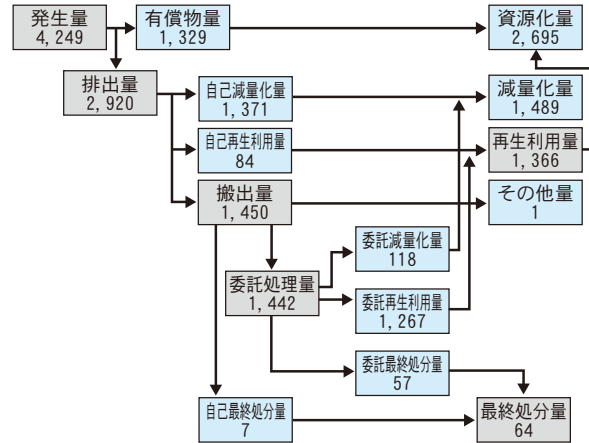 発生量
4,249
有償物量
1,329
資源化量
2,695
排出量
2,920
自己減量化量
1,371
減量化量
1,489
自己再生利用量
84
再生利用量
1,366
搬出量
1,450
その他量
1
委託減量化量
118
委託処理量
1,442
委託再生利用量
1,267
委託最終処分量
57
自己最終処分量
7
最終処分量
64